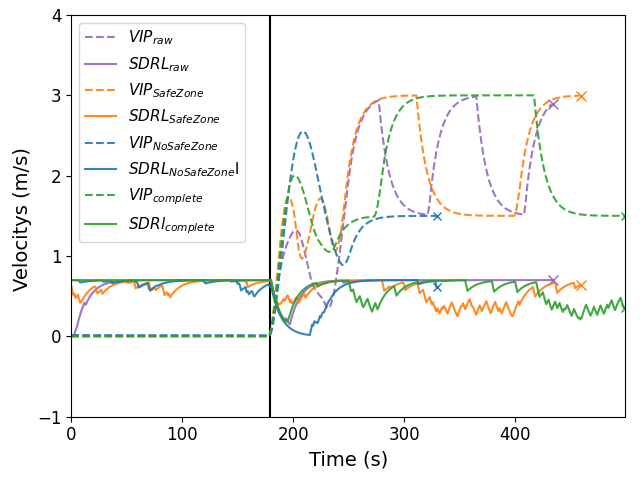 4
3
2
1
0
−1
Velocitys (m/s)
VIP_raw
SDRL_raw
VIP_SafeZone
SDRL_SafeZone
VIP_NoSafeZone
SDRL_NoSafeZoneI
VIP_complete
SDRl_complete
0 100 200 300 400
Time (s)